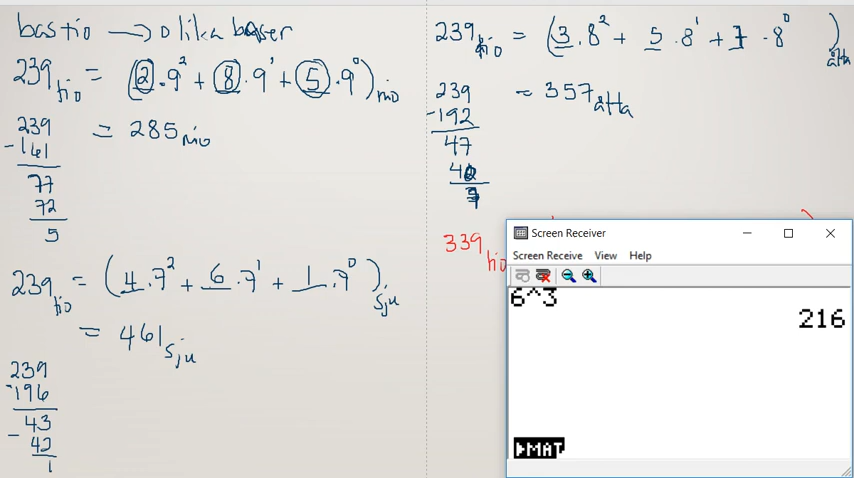 bastio → olika baser
239tio = (2·9² + 8·9¹ + 5·9⁰)nio
= 285nio
239
-161
77
72
5
239tio = (4·7² + 6·7¹ + 1·7⁰)sju
= 461sju
239
-196
43
- 42
1
239tio = (3·8² + 5·8¹ + 7·8⁰)åtta
= 357åtta
239
-192
47
40
339tio
Screen Receiver
Screen Receive View Help
6^3
216
▶MAT